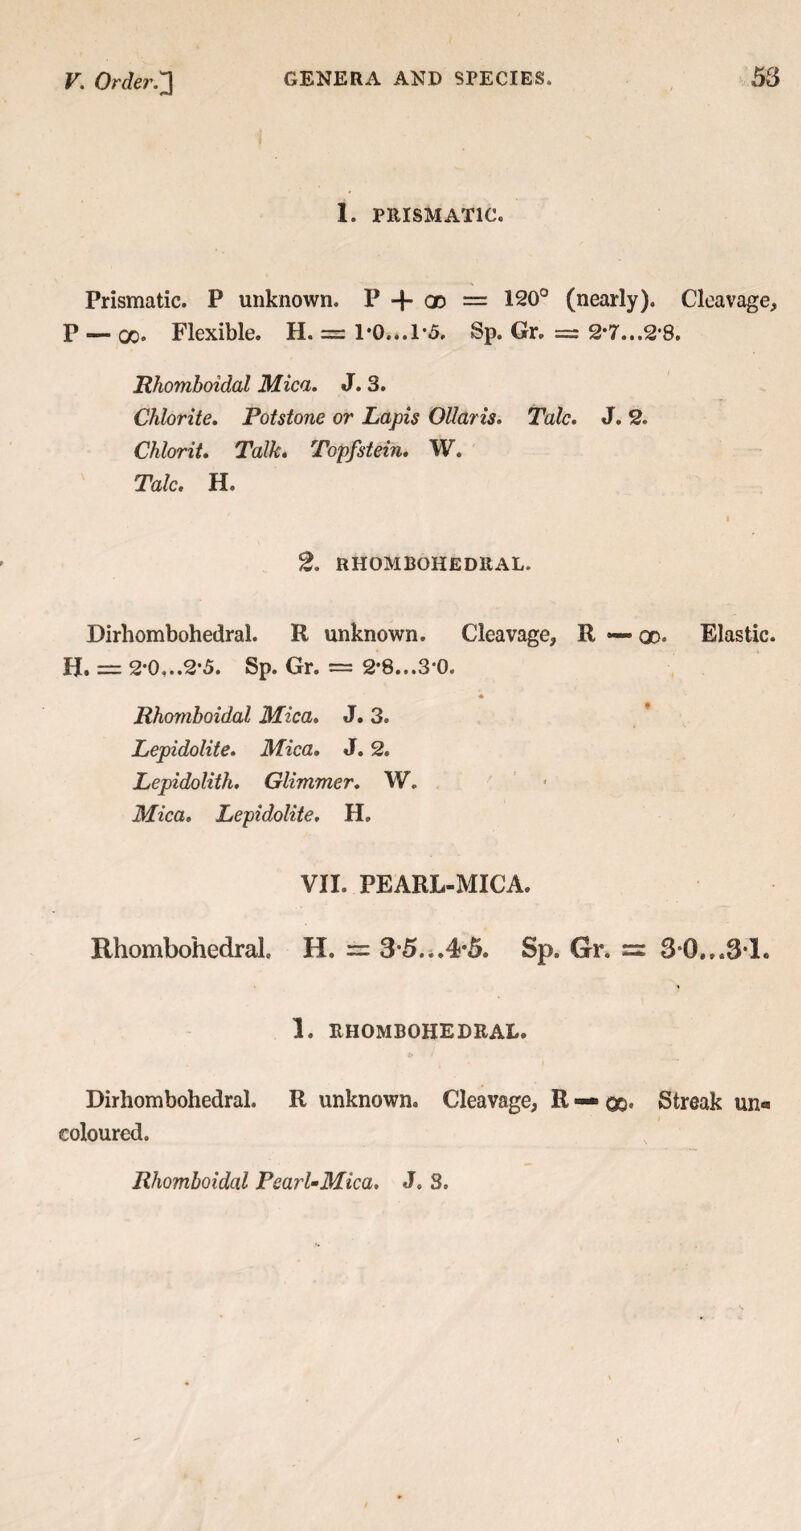 V. Order.] GENERA AND SPECIES. 53
1. PRISMATIC.
Prismatic. P unknown. P + ∞ = 120° (nearly). Cleavage,
P — ∞. Flexible. H. = 1·0...1·5. Sp. Gr. = 2·7...2·8.
Rhomboidal Mica. J. 3.
Chlorite. Potstone or Lapis Ollaris. Talc. J. 2.
Chlorit. Talk. Topfstein. W.
Talc. H.
2. RHOMBOHEDRAL.
Dirhombohedral. R unknown. Cleavage, R — ∞. Elastic.
H. = 2·0...2·5. Sp. Gr. = 2·8...3·0.
Rhomboidal Mica. J. 3.
Lepidolite. Mica. J. 2.
Lepidolith. Glimmer. W.
Mica. Lepidolite. H.
VII. PEARL-MICA.
Rhombohedral. H. = 3·5...4·5. Sp. Gr. = 3·0...3·1.
1. RHOMBOHEDRAL.
Dirhombohedral. R unknown. Cleavage, R — ∞. Streak un-
coloured.
Rhomboidal Pearl-Mica. J. 3.